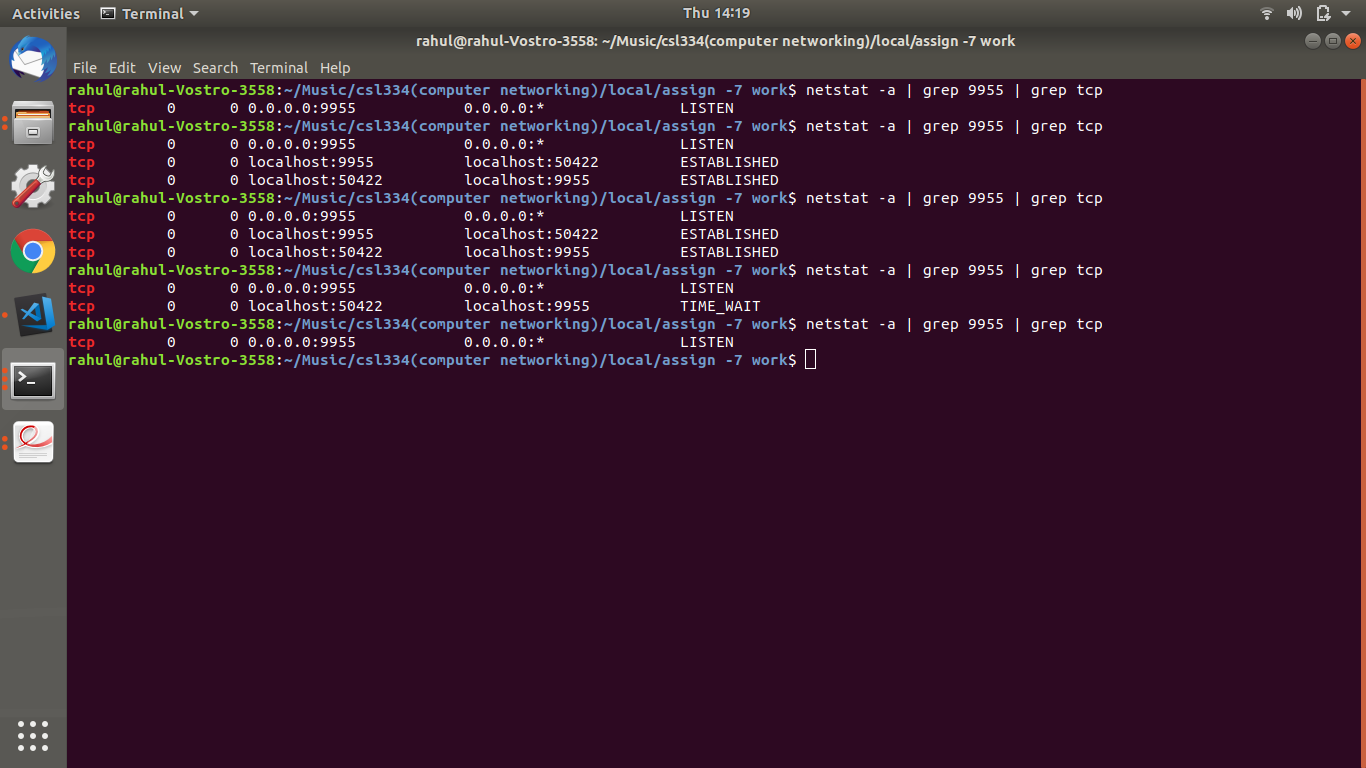 Activities Terminal Thu 14:19
rahul@rahul-Vostro-3558: ~/Music/csl334(computer networking)/local/assign -7 work
File Edit View Search Terminal Help
rahul@rahul-Vostro-3558:~/Music/csl334(computer networking)/local/assign -7 work$ netstat -a | grep 9955 | grep tcp
tcp        0      0 0.0.0.0:9955            0.0.0.0:*               LISTEN
rahul@rahul-Vostro-3558:~/Music/csl334(computer networking)/local/assign -7 work$ netstat -a | grep 9955 | grep tcp
tcp        0      0 0.0.0.0:9955            0.0.0.0:*               LISTEN
tcp        0      0 localhost:9955          localhost:50422         ESTABLISHED
tcp        0      0 localhost:50422         localhost:9955          ESTABLISHED
rahul@rahul-Vostro-3558:~/Music/csl334(computer networking)/local/assign -7 work$ netstat -a | grep 9955 | grep tcp
tcp        0      0 0.0.0.0:9955            0.0.0.0:*               LISTEN
tcp        0      0 localhost:9955          localhost:50422         ESTABLISHED
tcp        0      0 localhost:50422         localhost:9955          ESTABLISHED
rahul@rahul-Vostro-3558:~/Music/csl334(computer networking)/local/assign -7 work$ netstat -a | grep 9955 | grep tcp
tcp        0      0 0.0.0.0:9955            0.0.0.0:*               LISTEN
tcp        0      0 localhost:50422         localhost:9955          TIME_WAIT
rahul@rahul-Vostro-3558:~/Music/csl334(computer networking)/local/assign -7 work$ netstat -a | grep 9955 | grep tcp
tcp        0      0 0.0.0.0:9955            0.0.0.0:*               LISTEN
rahul@rahul-Vostro-3558:~/Music/csl334(computer networking)/local/assign -7 work$